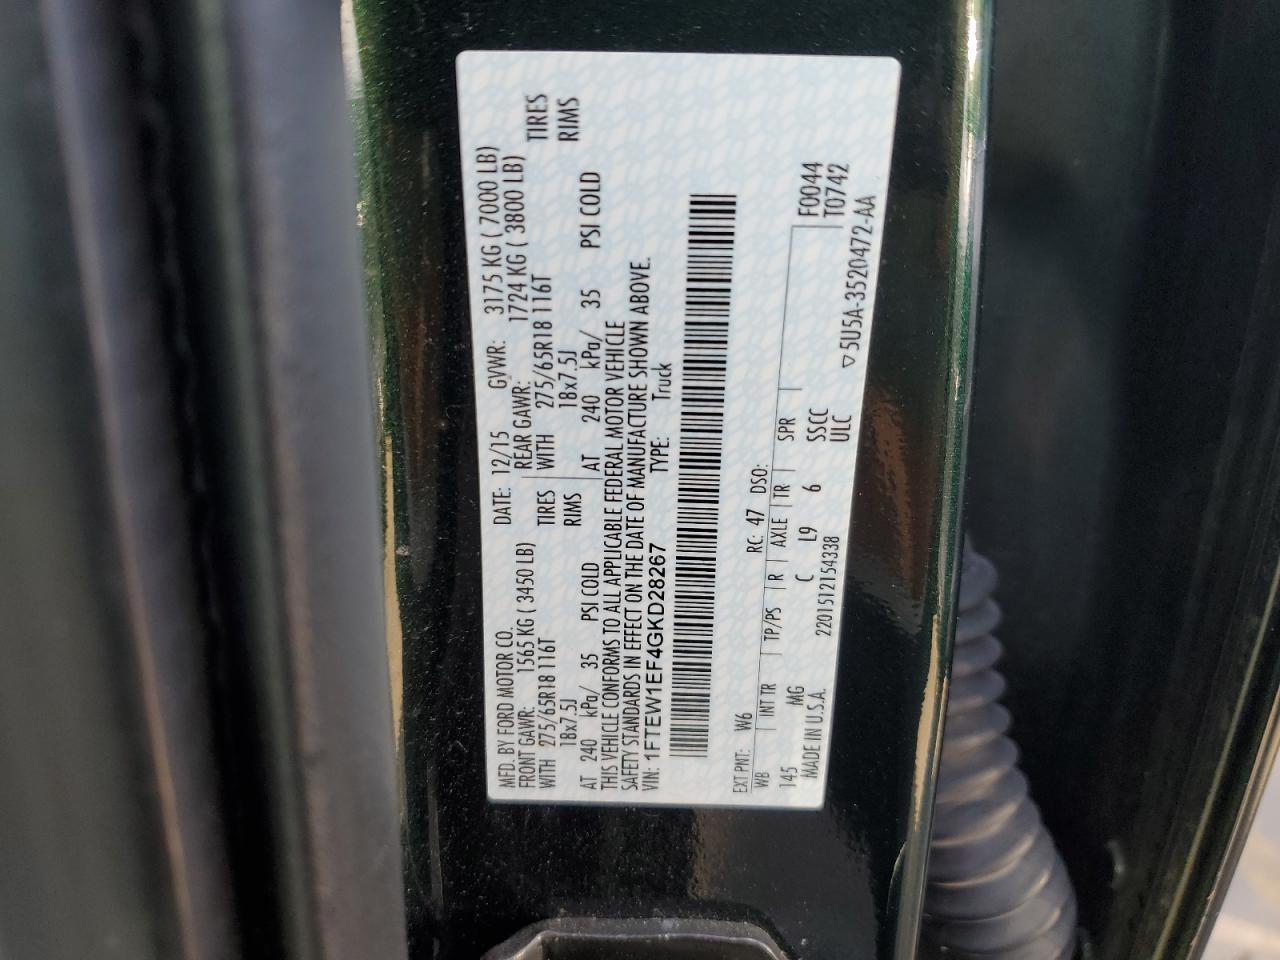 MFD. BY FORD MOTOR CO. DATE: 12/15 GVWR: 3175 KG ( 7000 LB)
FRONT GAWR: 1565 KG ( 3450 LB) REAR GAWR: 1724 KG ( 3800 LB)
WITH 275/65R18 116T TIRES WITH 275/65R18 116T TIRES
18x7.5J RIMS 18x7.5J RIMS
AT 240 kPa/ 35 PSI COLD AT 240 kPa/ 35 PSI COLD
THIS VEHICLE CONFORMS TO ALL APPLICABLE FEDERAL MOTOR VEHICLE
SAFETY STANDARDS IN EFFECT ON THE DATE OF MANUFACTURE SHOWN ABOVE.
VIN: 1FTEW1EF4GKD28267 TYPE: Truck
EXT PNT: W6 RC: 47 DSO: F0044
WB | INT TR | TP/PS | R | AXLE | TR | SPR | T0742
145 MG C L9 6 SSCC
MADE IN U.S.A. 2201512154338 ULC
▽ 5U5A-3520472-AA